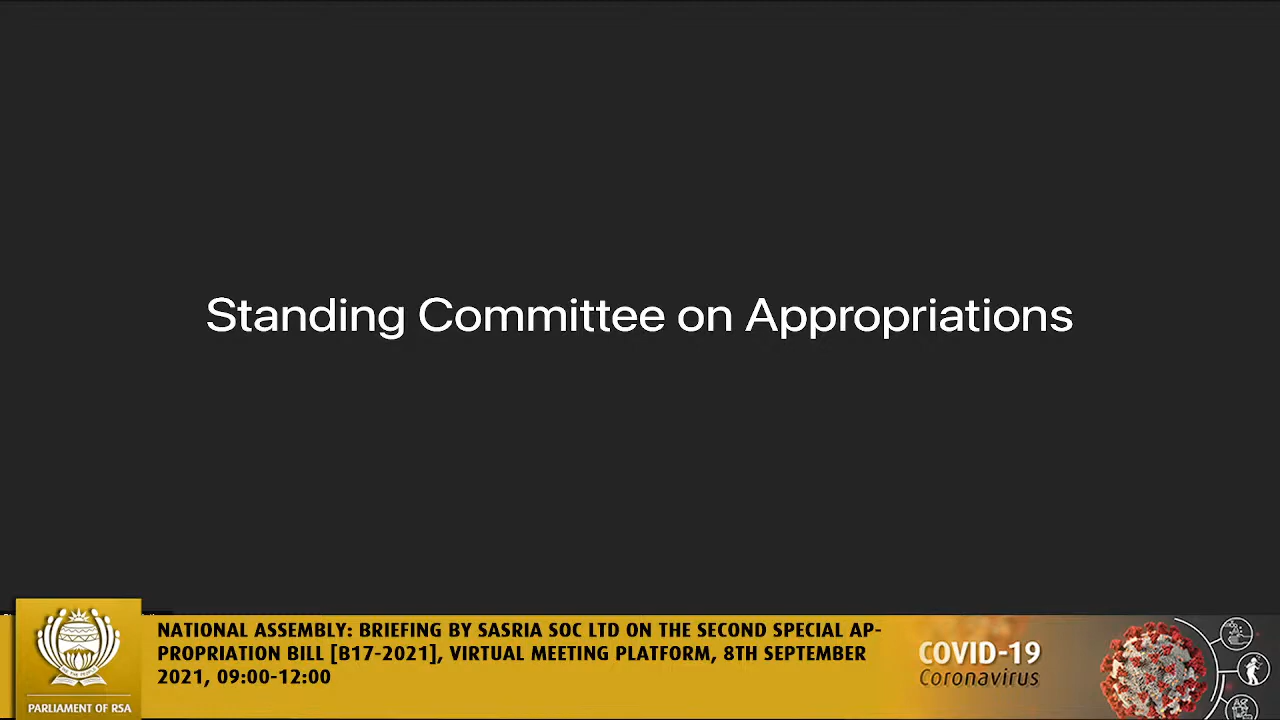 Standing Committee on Appropriations
NATIONAL ASSEMBLY: BRIEFING BY SASRIA SOC LTD ON THE SECOND SPECIAL AP-
PROPRIATION BILL [B17-2021], VIRTUAL MEETING PLATFORM, 8TH SEPTEMBER
2021, 09:00-12:00
PARLIAMENT OF RSA
COVID-19
Coronavirus